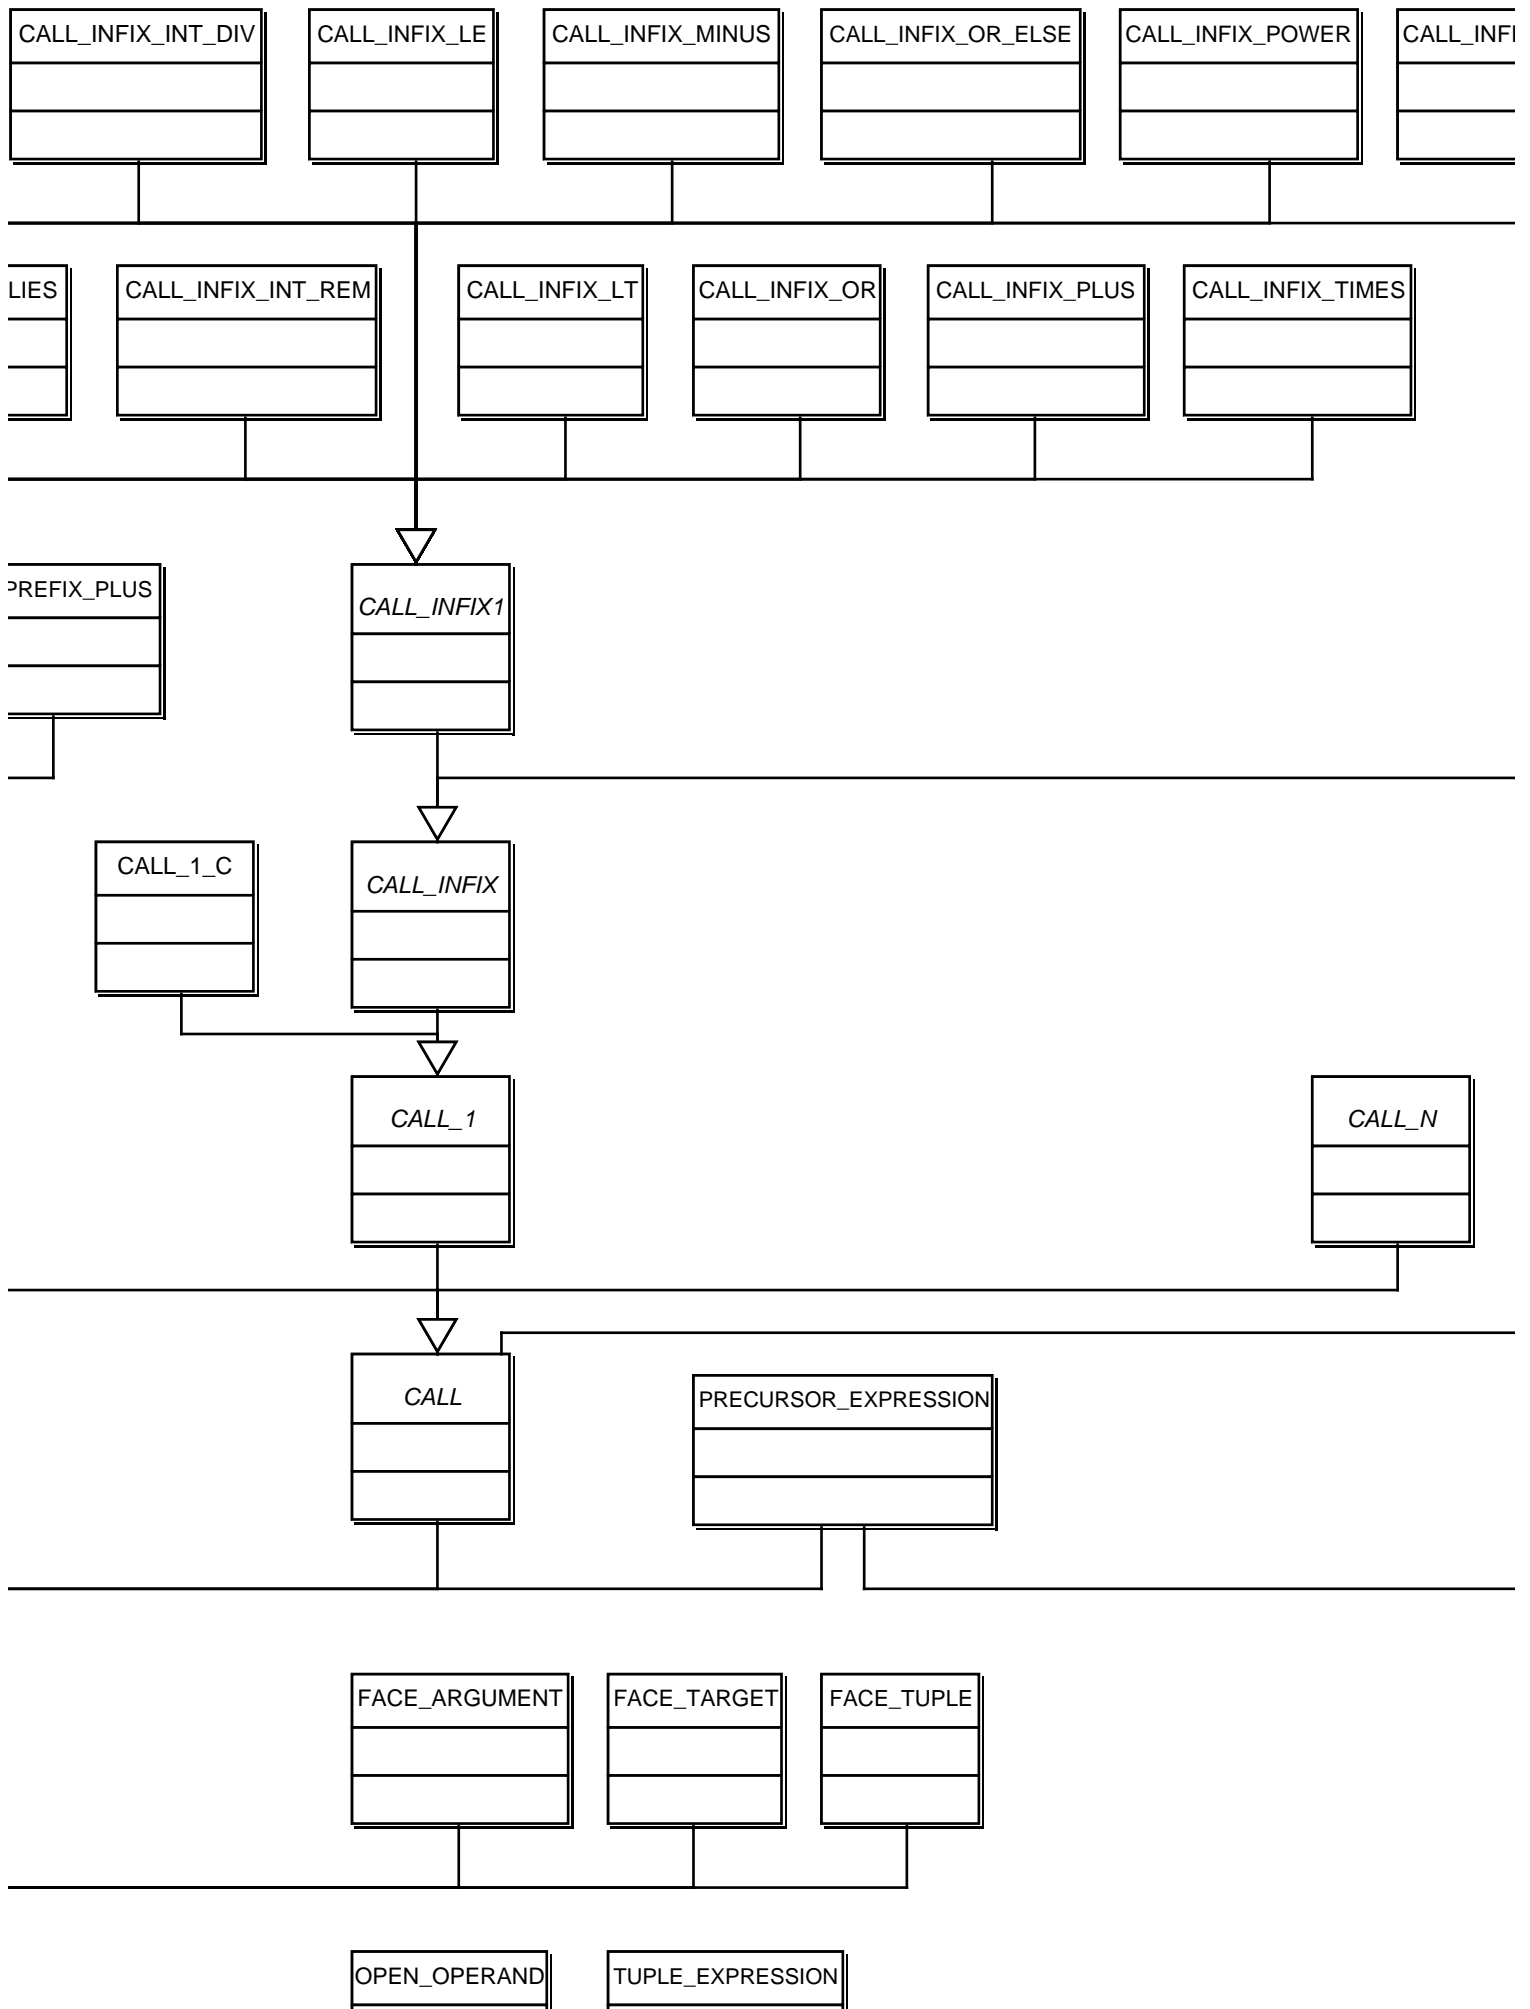 CALL_INFIX_INT_DIV
CALL_INFIX_LE
CALL_INFIX_MINUS
CALL_INFIX_OR_ELSE
CALL_INFIX_POWER
CALL_INF
LIES
CALL_INFIX_INT_REM
CALL_INFIX_LT
CALL_INFIX_OR
CALL_INFIX_PLUS
CALL_INFIX_TIMES
PREFIX_PLUS
CALL_INFIX1
CALL_1_C
CALL_INFIX
CALL_1
CALL_N
CALL
PRECURSOR_EXPRESSION
FACE_ARGUMENT
FACE_TARGET
FACE_TUPLE
OPEN_OPERAND
TUPLE_EXPRESSION